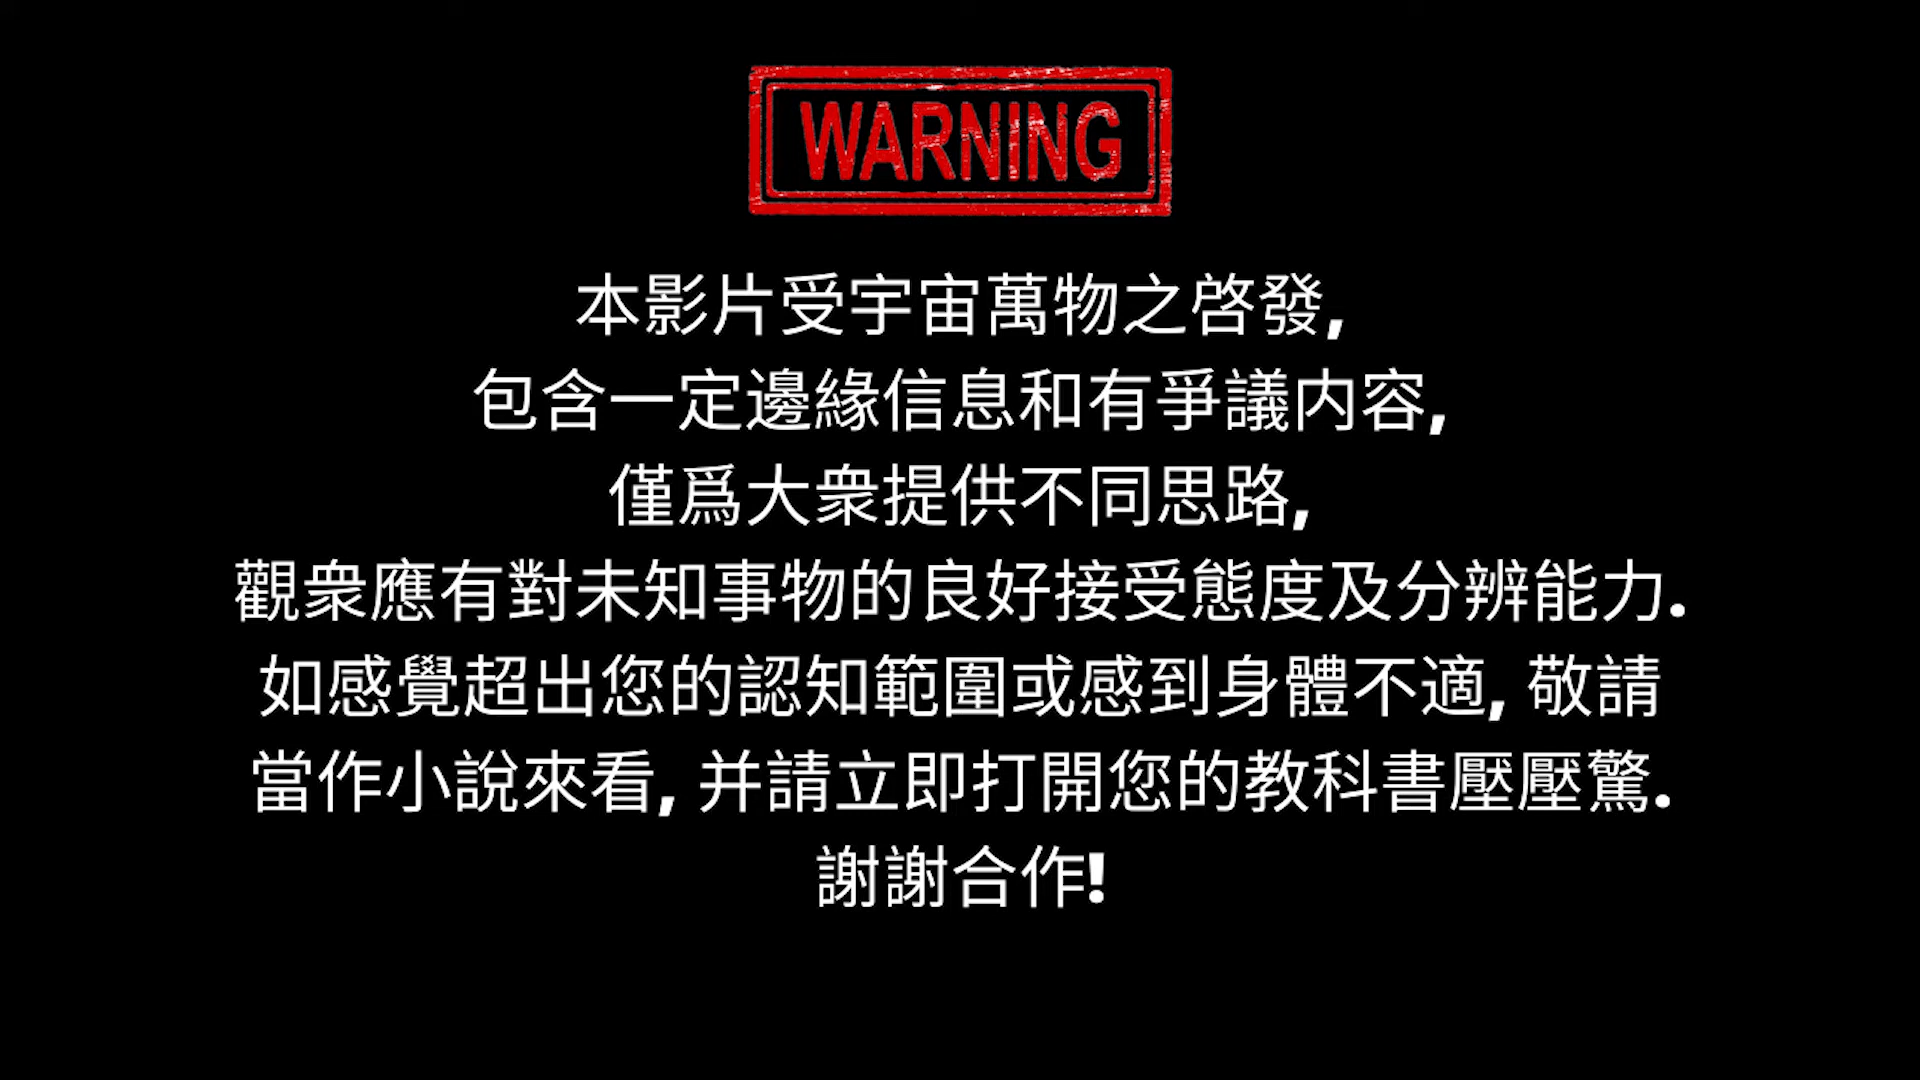 WARNING
本影片受宇宙萬物之啓發,
包含一定邊緣信息和有爭議内容,
僅爲大衆提供不同思路,
觀衆應有對未知事物的良好接受態度及分辨能力.
如感覺超出您的認知範圍或感到身體不適, 敬請
當作小說來看, 并請立即打開您的教科書壓壓驚.
謝謝合作!